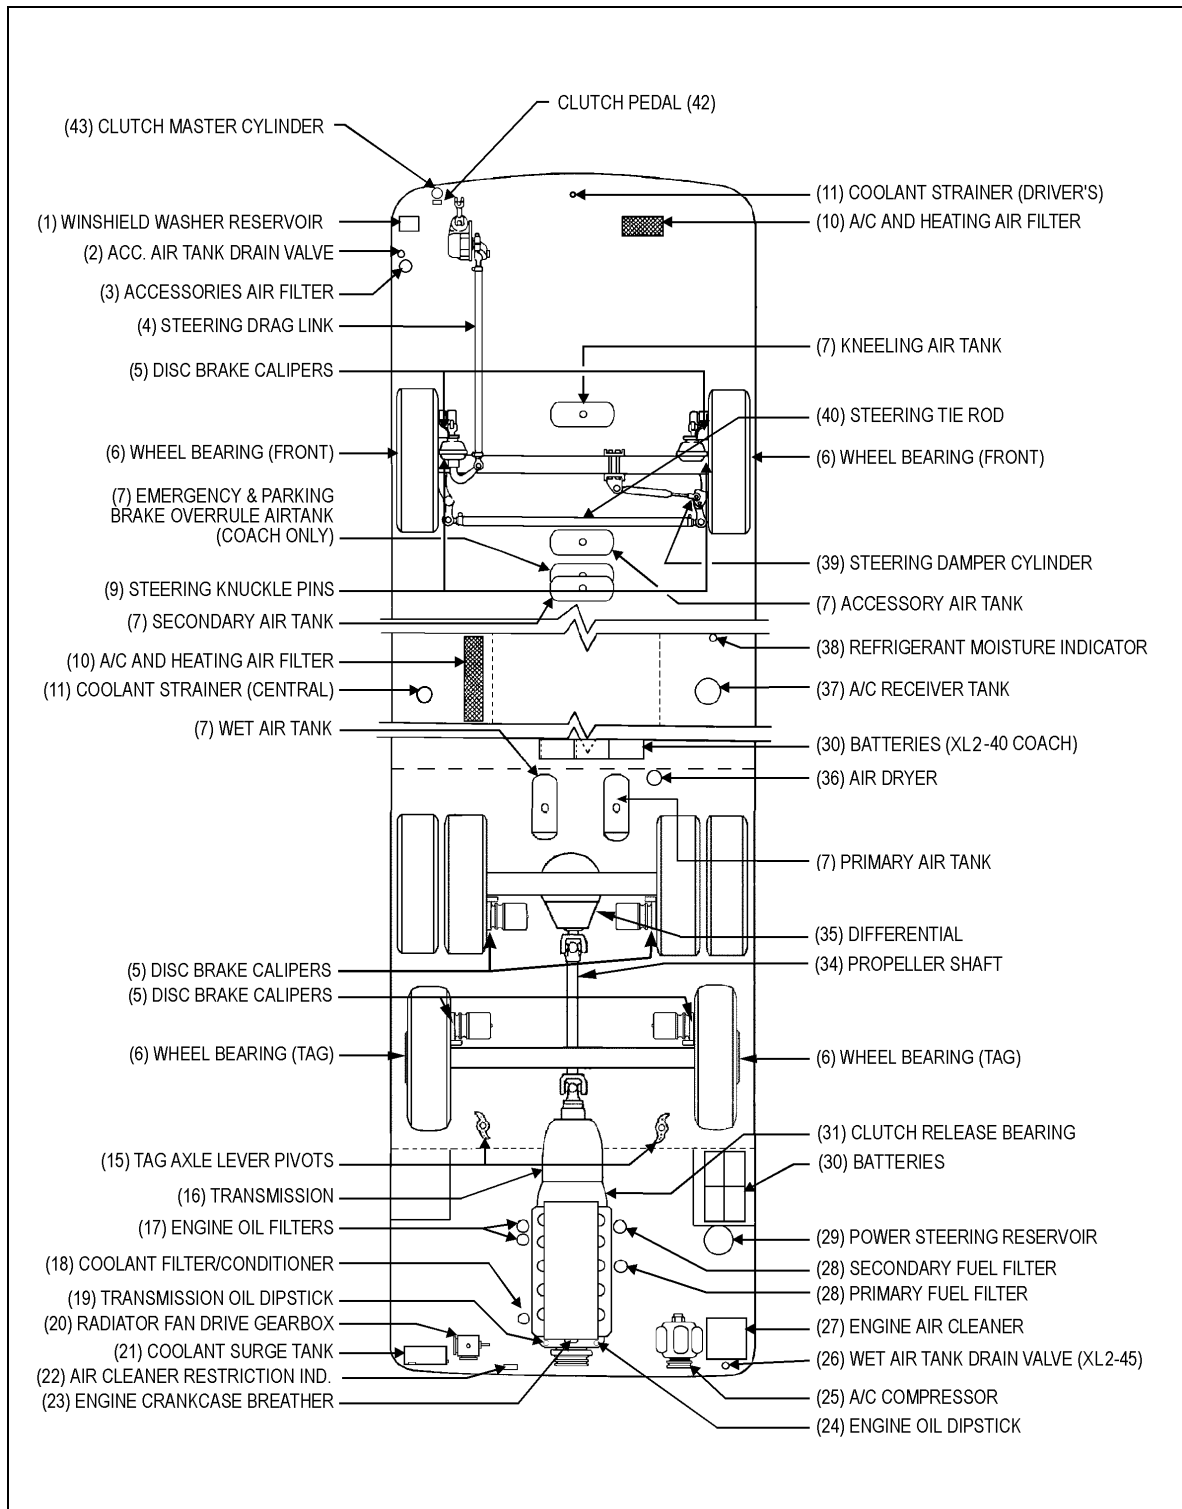 CLUTCH PEDAL (42)
(43) CLUTCH MASTER CYLINDER
(1) WINSHIELD WASHER RESERVOIR
(2) ACC. AIR TANK DRAIN VALVE
(3) ACCESSORIES AIR FILTER
(4) STEERING DRAG LINK
(5) DISC BRAKE CALIPERS
(6) WHEEL BEARING (FRONT)
(7) EMERGENCY & PARKING
BRAKE OVERRULE AIRTANK
(COACH ONLY)
(9) STEERING KNUCKLE PINS
(7) SECONDARY AIR TANK
(10) A/C AND HEATING AIR FILTER
(11) COOLANT STRAINER (CENTRAL)
(7) WET AIR TANK
(5) DISC BRAKE CALIPERS
(5) DISC BRAKE CALIPERS
(6) WHEEL BEARING (TAG)
(15) TAG AXLE LEVER PIVOTS
(16) TRANSMISSION
(17) ENGINE OIL FILTERS
(18) COOLANT FILTER/CONDITIONER
(19) TRANSMISSION OIL DIPSTICK
(20) RADIATOR FAN DRIVE GEARBOX
(21) COOLANT SURGE TANK
(22) AIR CLEANER RESTRICTION IND.
(23) ENGINE CRANKCASE BREATHER
(11) COOLANT STRAINER (DRIVER'S)
(10) A/C AND HEATING AIR FILTER
(7) KNEELING AIR TANK
(40) STEERING TIE ROD
(6) WHEEL BEARING (FRONT)
(39) STEERING DAMPER CYLINDER
(7) ACCESSORY AIR TANK
(38) REFRIGERANT MOISTURE INDICATOR
(37) A/C RECEIVER TANK
(30) BATTERIES (XL2-40 COACH)
(36) AIR DRYER
(7) PRIMARY AIR TANK
(35) DIFFERENTIAL
(34) PROPELLER SHAFT
(6) WHEEL BEARING (TAG)
(31) CLUTCH RELEASE BEARING
(30) BATTERIES
(29) POWER STEERING RESERVOIR
(28) SECONDARY FUEL FILTER
(28) PRIMARY FUEL FILTER
(27) ENGINE AIR CLEANER
(26) WET AIR TANK DRAIN VALVE (XL2-45)
(25) A/C COMPRESSOR
(24) ENGINE OIL DIPSTICK